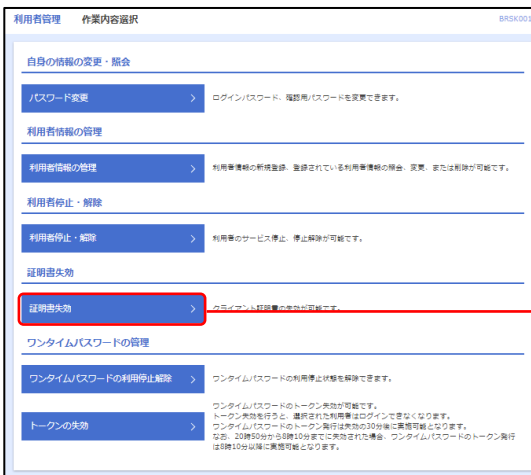 利用者管理 作業内容選択 BRSK001
自身の情報の変更・照会
パスワード変更 ログインパスワード、確認用パスワードを変更できます。
利用者情報の管理
利用者情報の管理 利用者情報の新規登録、登録されている利用者情報の照会、変更、または削除が可能です。
利用者停止・解除
利用者停止・解除 利用者のサービス停止、停止解除が可能です。
証明書失効
証明書失効 クライアント証明書の失効が可能です。
ワンタイムパスワードの管理
ワンタイムパスワードの利用停止解除 ワンタイムパスワードの利用停止状態を解除できます。
ワンタイムパスワードのトークン失効が可能です。
トークン失効を行うと、選択された利用者はログインできなくなります。
トークンの失効 ワンタイムパスワードのトークン発行は失効の30分後に実施可能となります。
なお、20時50分から8時10分までに失効された場合、ワンタイムパスワードのトークン発行
は8時10分以降に実施可能となります。